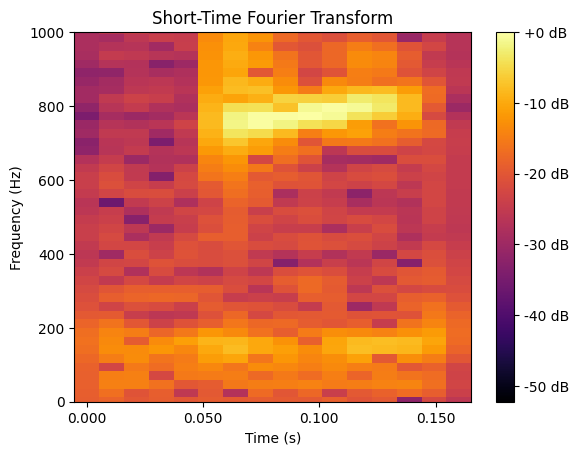 Short-Time Fourier Transform
1000
800
600
400
200
0
Frequency (Hz)
0.000
0.050
0.100
0.150
Time (s)
+0 dB
-10 dB
-20 dB
-30 dB
-40 dB
-50 dB